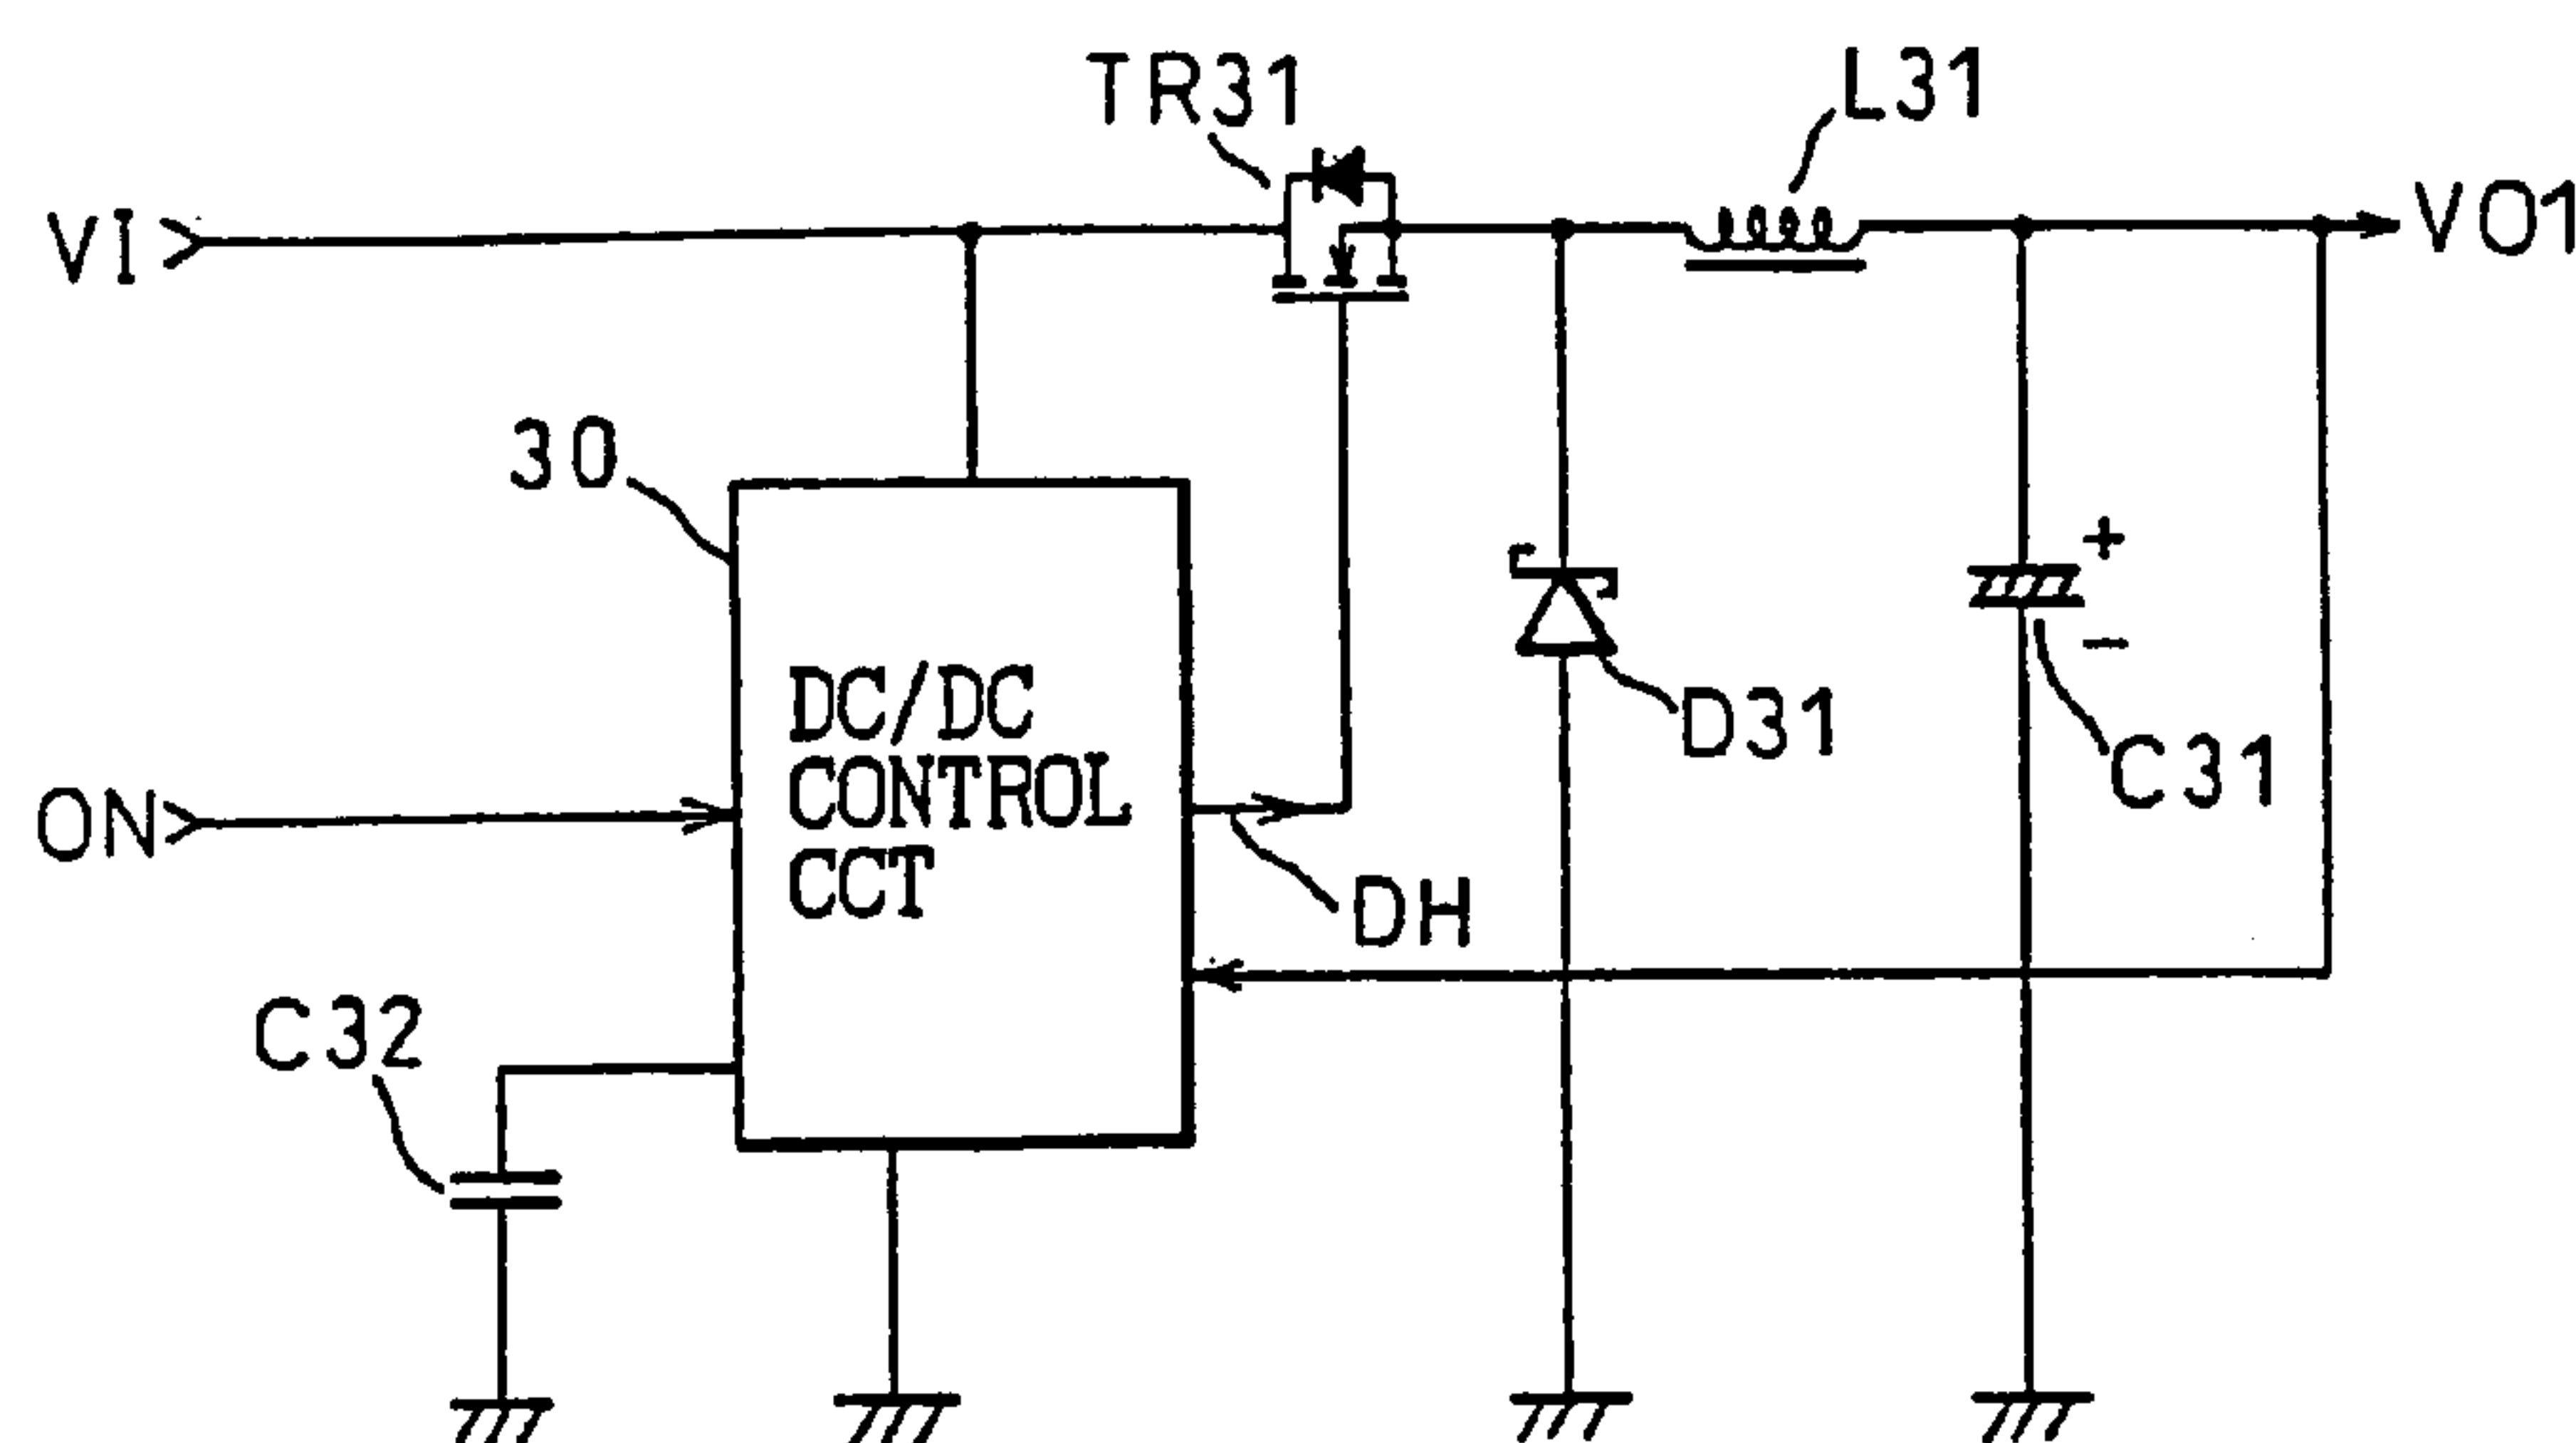 TR31
L31
VI
VO1
30
+
−
DC/DC
CONTROL
CCT
D31
C31
ON
DH
C32